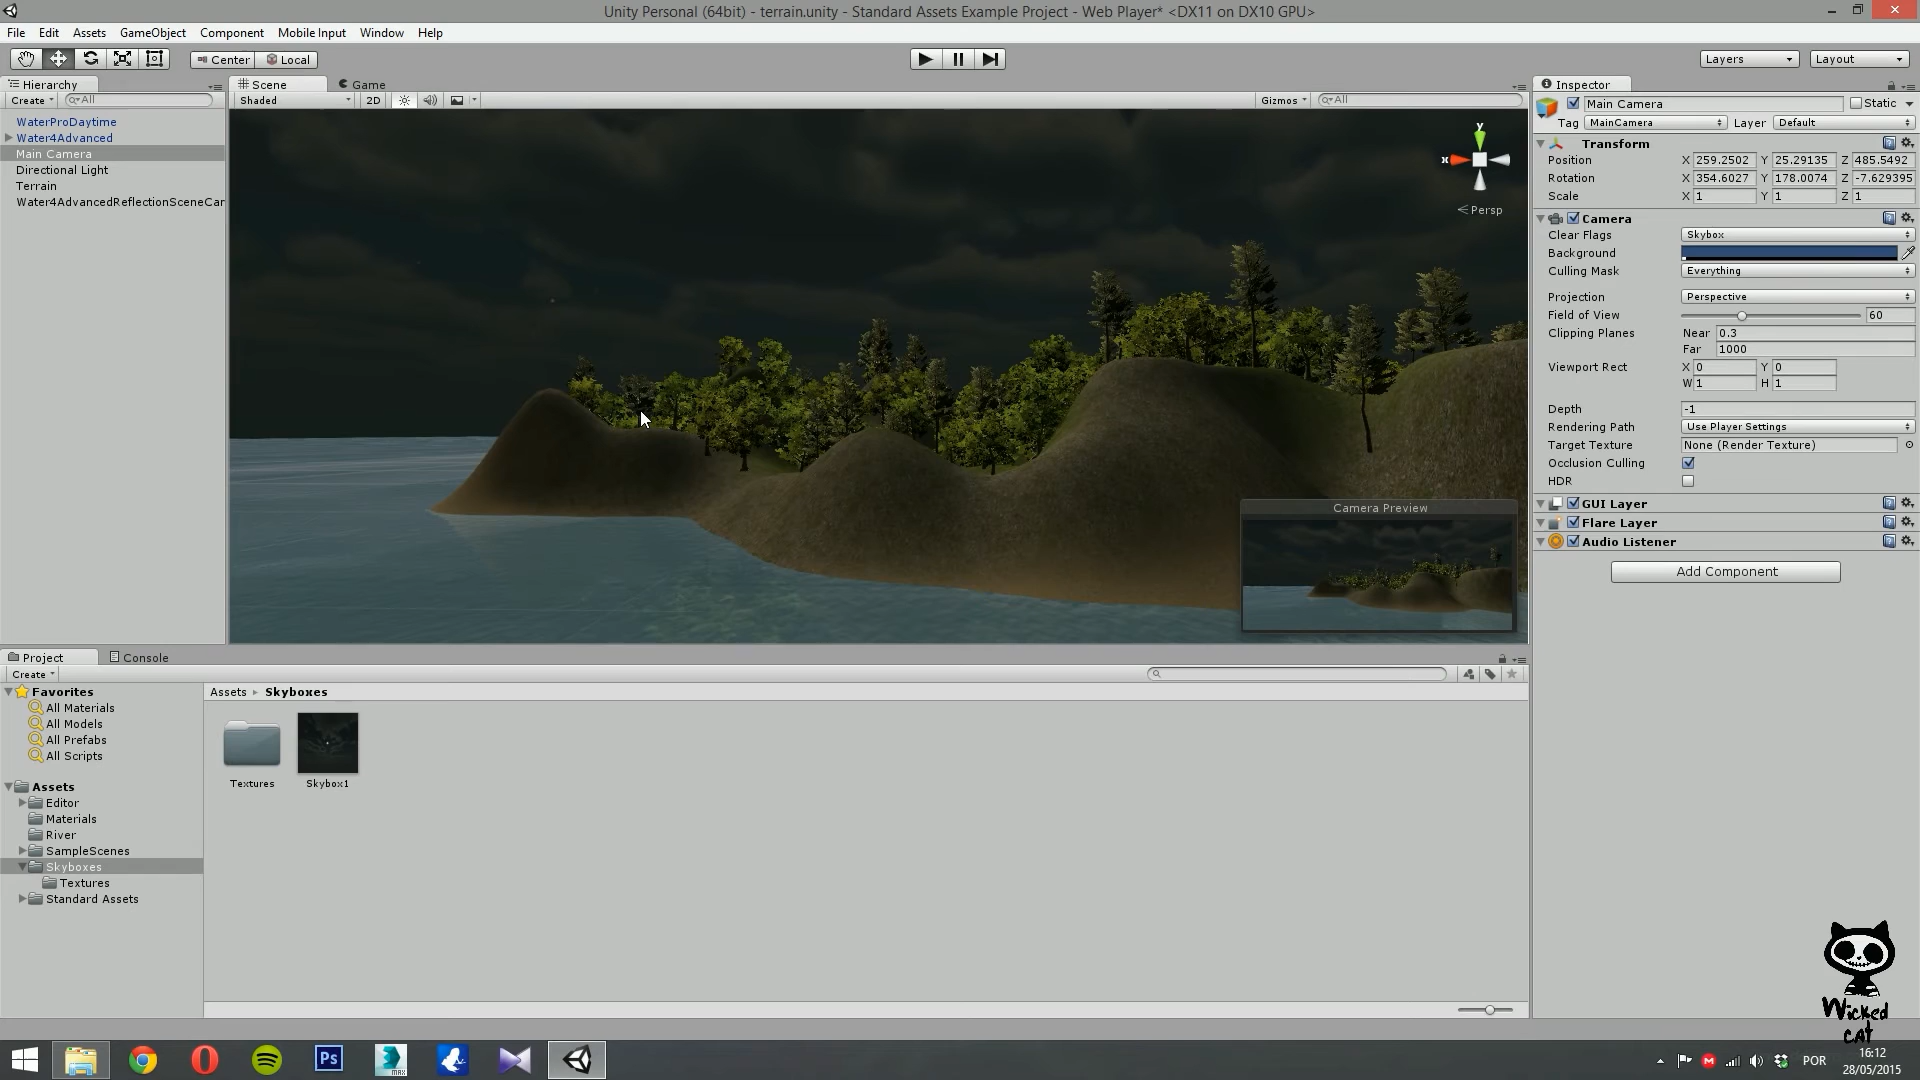 Unity Personal (64bit) - terrain.unity - Standard Assets Example Project - Web Player* <DX11 on DX10 GPU>
File Edit Assets GameObject Component Mobile Input Window Help
Center Local
Layers Layout
Hierarchy
Create All
WaterProDaytime
Water4Advanced
Main Camera
Directional Light
Terrain
Water4AdvancedReflectionSceneCar
Scene Game
Shaded 2D Gizmos All
y
x
Persp
Camera Preview
Inspector
Main Camera Static
Tag MainCamera Layer Default
Transform
Position X 259.2502 Y 25.29135 Z 485.5492
Rotation X 354.6027 Y 178.0074 Z -7.629395
Scale X 1 Y 1 Z 1
Camera
Clear Flags Skybox
Background
Culling Mask Everything
Projection Perspective
Field of View 60
Clipping Planes Near 0.3
Far 1000
Viewport Rect X 0 Y 0
W 1 H 1
Depth -1
Rendering Path Use Player Settings
Target Texture None (Render Texture)
Occlusion Culling
HDR
GUI Layer
Flare Layer
Audio Listener
Add Component
Project Console
Create
Favorites
All Materials
All Models
All Prefabs
All Scripts
Assets
Editor
Materials
River
SampleScenes
Skyboxes
Textures
Standard Assets
Assets Skyboxes
Textures Skybox1
Wicked
cat
Ps
MAX
POR
16:12
28/05/2015